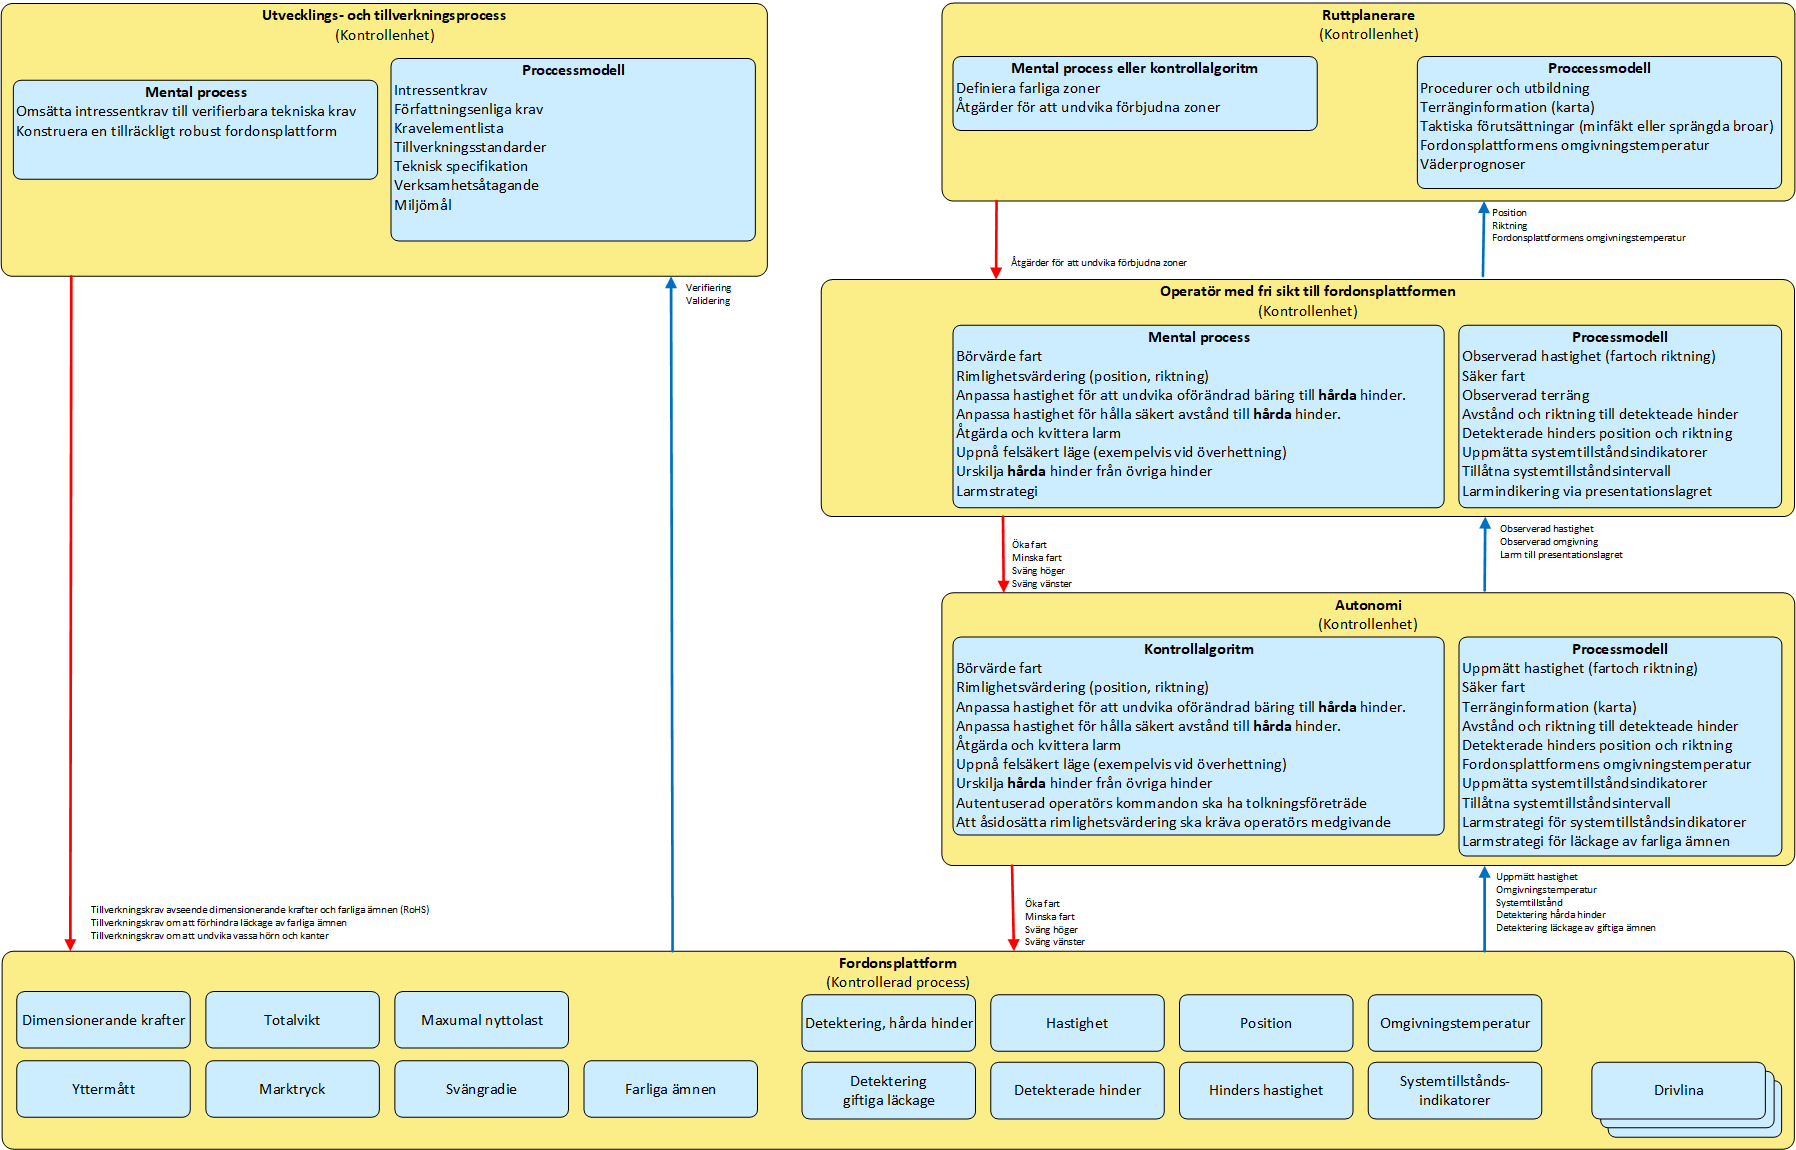 Utvecklings- och tillverkningsprocess
(Kontrollenhet)
Mental process
Omsätta intressentkrav till verifierbara tekniska krav
Konstruera en tillräckligt robust fordonsplattform
Proccessmodell
Intressentkrav
Författningsenliga krav
Kravelementlista
Tillverkningsstandarder
Teknisk specifikation
Verksamhetsåtagande
Miljömål
Ruttplanerare
(Kontrollenhet)
Mental process eller kontrollalgoritm
Definiera farliga zoner
Åtgärder för att undvika förbjudna zoner
Proccessmodell
Procedurer och utbildning
Terränginformation (karta)
Taktiska förutsättningar (minfäkt eller sprängda broar)
Fordonsplattformens omgivningstemperatur
Väderprognoser
Åtgärder för att undvika förbjudna zoner
Position
Riktning
Fordonsplattformens omgivningstemperatur
Verifiering
Validering
Operatör med fri sikt till fordonsplattformen
(Kontrollenhet)
Mental process
Börvärde fart
Rimlighetsvärdering (position, riktning)
Anpassa hastighet för att undvika oförändrad bäring till hårda hinder.
Anpassa hastighet för hålla säkert avstånd till hårda hinder.
Åtgärda och kvittera larm
Uppnå felsäkert läge (exempelvis vid överhettning)
Urskilja hårda hinder från övriga hinder
Larmstrategi
Processmodell
Observerad hastighet (fartoch riktning)
Säker fart
Observerad terräng
Avstånd och riktning till detekteade hinder
Detekterade hinders position och riktning
Uppmätta systemtillståndsindikatorer
Tillåtna systemtillståndsintervall
Larmindikering via presentationslagret
Öka fart
Minska fart
Sväng höger
Sväng vänster
Observerad hastighet
Observerad omgivning
Larm till presentationslagret
Autonomi
(Kontrollenhet)
Kontrollalgoritm
Börvärde fart
Rimlighetsvärdering (position, riktning)
Anpassa hastighet för att undvika oförändrad bäring till hårda hinder.
Anpassa hastighet för hålla säkert avstånd till hårda hinder.
Åtgärda och kvittera larm
Uppnå felsäkert läge (exempelvis vid överhettning)
Urskilja hårda hinder från övriga hinder
Autentuserad operatörs kommandon ska ha tolkningsföreträde
Att åsidosätta rimlighetsvärdering ska kräva operatörs medgivande
Processmodell
Uppmätt hastighet (fartoch riktning)
Säker fart
Terränginformation (karta)
Avstånd och riktning till detekteade hinder
Detekterade hinders position och riktning
Fordonsplattformens omgivningstemperatur
Uppmätta systemtillståndsindikatorer
Tillåtna systemtillståndsintervall
Larmstrategi för systemtillståndsindikatorer
Larmstrategi för läckage av farliga ämnen
Tillverkningskrav avseende dimensionerande krafter och farliga ämnen (RoHS)
Tillverkningskrav om att förhindra läckage av farliga ämnen
Tillverkningskrav om att undvika vassa hörn och kanter
Öka fart
Minska fart
Sväng höger
Sväng vänster
Uppmätt hastighet
Omgivningstemperatur
Systemtillstånd
Detektering hårda hinder
Detektering läckage av giftiga ämnen
Fordonsplattform
(Kontrollerad process)
Dimensionerande krafter
Totalvikt
Maxumal nyttolast
Detektering, hårda hinder
Hastighet
Position
Omgivningstemperatur
Yttermått
Marktryck
Svängradie
Farliga ämnen
Detektering
giftiga läckage
Detekterade hinder
Hinders hastighet
Systemtillstånds-
indikatorer
Drivlina